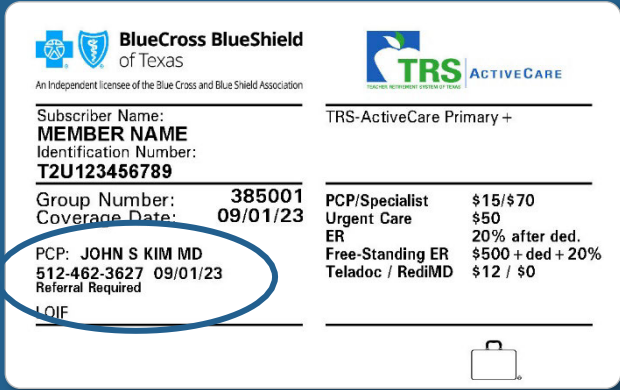 BlueCross BlueShield
of Texas
An Independent licensee of the Blue Cross and Blue Shield Association
TRS ACTIVECARE
TEACHER RETIREMENT SYSTEM OF TEXAS
Subscriber Name:
MEMBER NAME
Identification Number:
T2U123456789
TRS-ActiveCare Primary +
Group Number: 385001
Coverage Date: 09/01/23
PCP: JOHN S KIM MD
512-462-3627 09/01/23
Referral Required
LOIF
PCP/Specialist $15/$70
Urgent Care $50
ER 20% after ded.
Free-Standing ER $500 + ded + 20%
Teladoc / RediMD $12 / $0